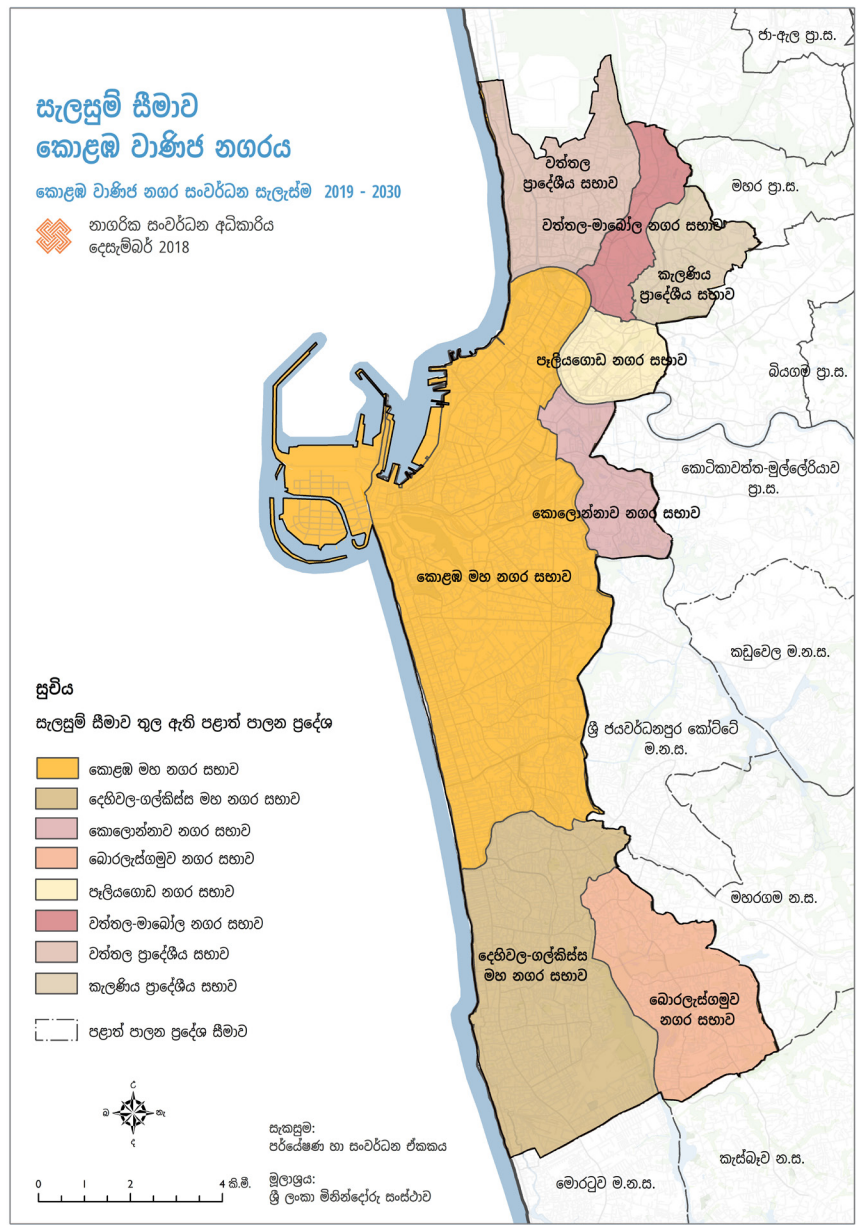 සැලසුම් සීමාව
කොළඹ වාණිජ නගරය
කොළඹ වාණිජ නගර සංවර්ධන සැලැස්ම 2019 - 2030
නාගරික සංවර්ධන අධිකාරිය
දෙසැම්බර් 2018
ජා-ඇල ප්‍රා.ස.
වත්තල
ප්‍රාදේශීය සභාව
මහර ප්‍රා.ස.
වත්තල-මාබෝල නගර සභාව
කැලණිය
ප්‍රාදේශීය සභාව
පෑලියගොඩ නගර සභාව
බියගම ප්‍රා.ස.
කොටිකාවත්ත-මුල්ලේරියාව
ප්‍රා.ස.
කොලොන්නාව නගර සභාව
කොළඹ මහ නගර සභාව
කඩුවෙල ම.න.ස.
ශ්‍රී ජයවර්ධනපුර කෝට්ටේ
ම.න.ස.
මහරගම න.ස.
දෙහිවල-ගල්කිස්ස
මහ නගර සභාව
බොරලැස්ගමුව
නගර සභාව
කැස්බෑව න.ස.
මොරටුව ම.න.ස.
සුචිය
සැලසුම් සීමාව තුල ඇති පළාත් පාලන ප්‍රදේශ
කොළඹ මහ නගර සභාව
දෙහිවල-ගල්කිස්ස මහ නගර සභාව
කොලොන්නාව නගර සභාව
බොරලැස්ගමුව නගර සභාව
පෑලියගොඩ නගර සභාව
වත්තල-මාබෝල නගර සභාව
වත්තල ප්‍රාදේශීය සභාව
කැලණිය ප්‍රාදේශීය සභාව
පළාත් පාලන ප්‍රදේශ සීමාව
උ
බ නැ
ද
0 1 2 4 කි.මී.
සැකසුම:
පර්යේෂණ හා සංවර්ධන ඒකකය
මූලාශ්‍රය:
ශ්‍රී ලංකා මිනින්දෝරු සංස්ථාව